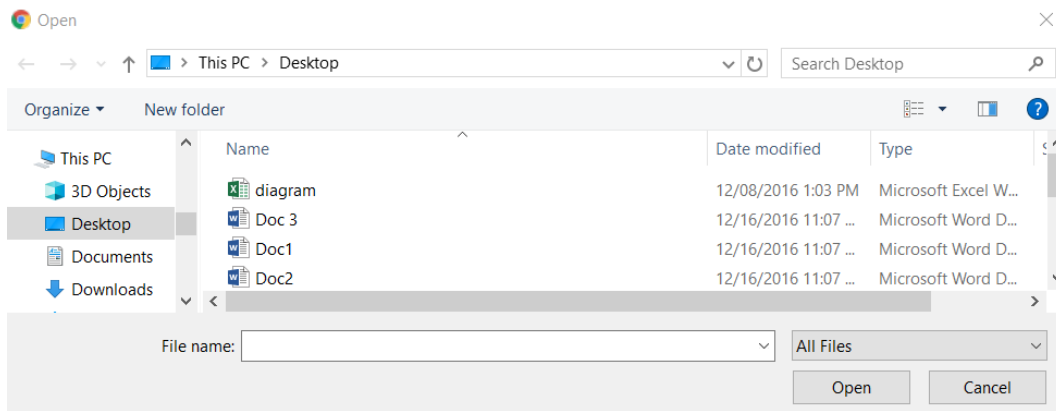 Open
This PC > Desktop
Search Desktop
Organize
New folder
?
This PC
3D Objects
Desktop
Documents
Downloads
Name Date modified Type
diagram 12/08/2016 1:03 PM Microsoft Excel W...
Doc 3 12/16/2016 11:07 ... Microsoft Word D...
Doc1 12/16/2016 11:07 ... Microsoft Word D...
Doc2 12/16/2016 11:07 ... Microsoft Word D...
File name:
All Files
Open
Cancel